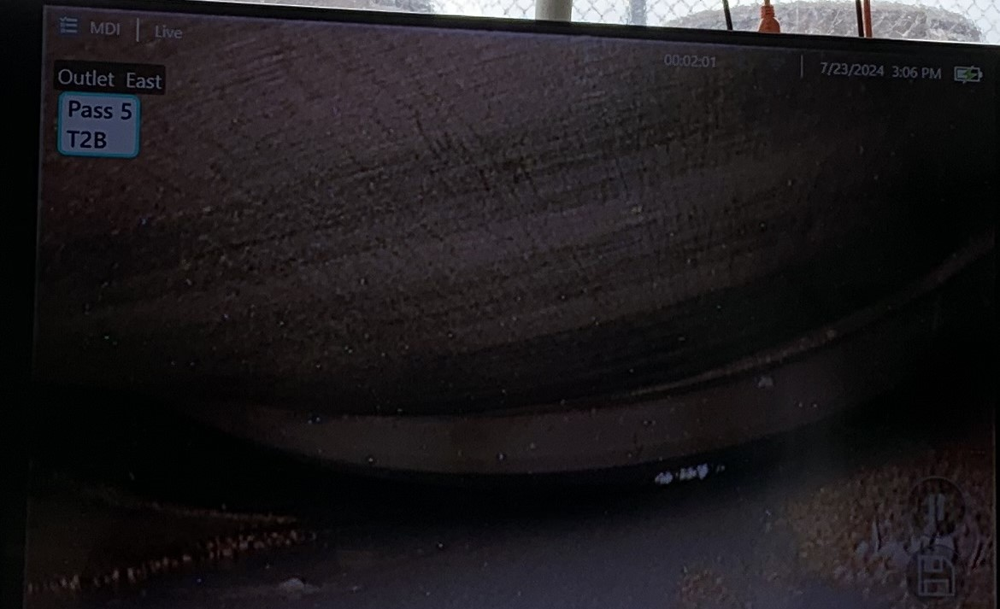 MDI | Live
00:02:01
7/23/2024 3:06 PM
Outlet East
Pass 5
T2B